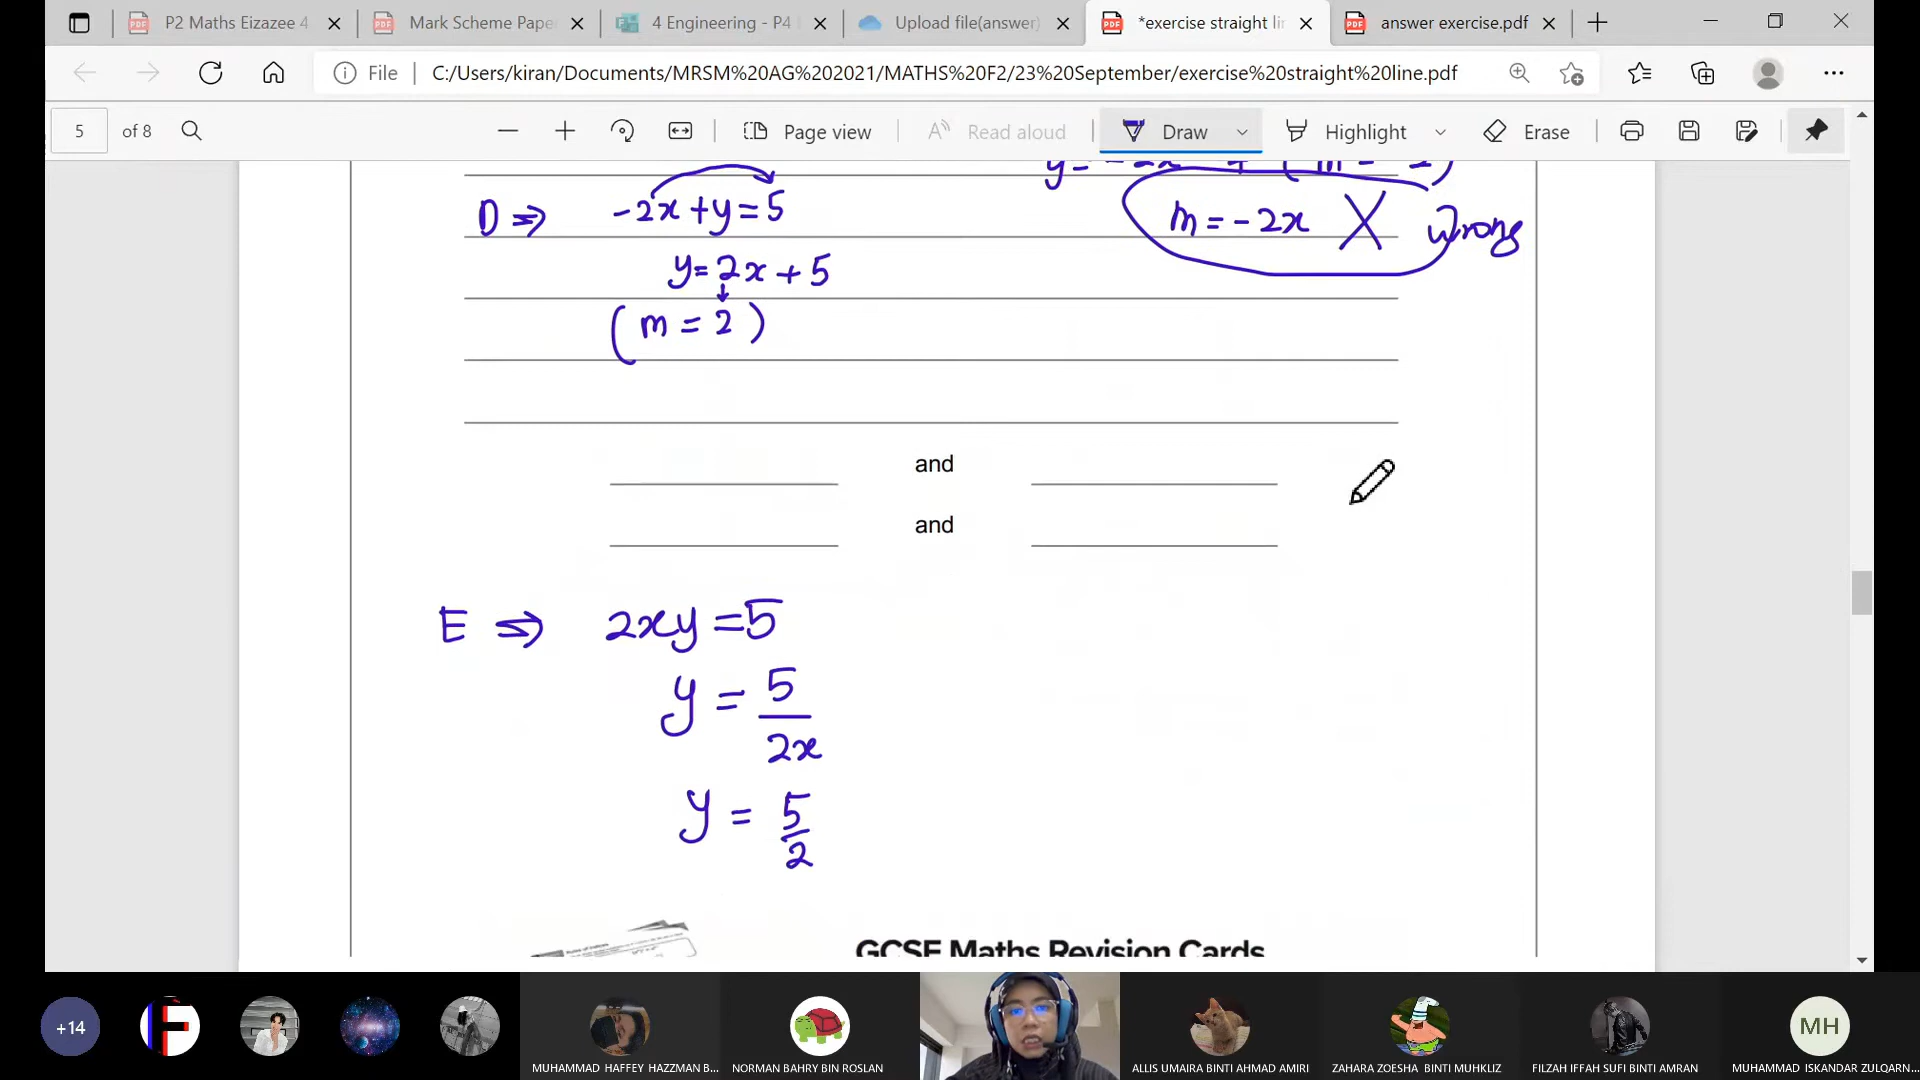 P2 Maths Eizazee 4
Mark Scheme Pape
4 Engineering - P4
Upload file(answer)
*exercise straight li
answer exercise.pdf
File
C:/Users/kiran/Documents/MRSM%20AG%202021/MATHS%20F2/23%20September/exercise%20straight%20line.pdf
5 of 8
Page view
Read aloud
Draw
Highlight
Erase
D ⇒ -2x + y = 5
y = 2x + 5
( m = 2 )
m = -2x X wrong
and
and
E ⇒ 2xy = 5
y = 5/2x
y = 5/2
GCSE Maths Revision Cards
+14
MUHAMMAD HAFFEY HAZZMAN B...
NORMAN BAHRY BIN ROSLAN
ALLIS UMAIRA BINTI AHMAD AMIRI
ZAHARA ZOESHA BINTI MUHKLIZ
FILZAH IFFAH SUFI BINTI AMRAN
MH
MUHAMMAD ISKANDAR ZULQARN...